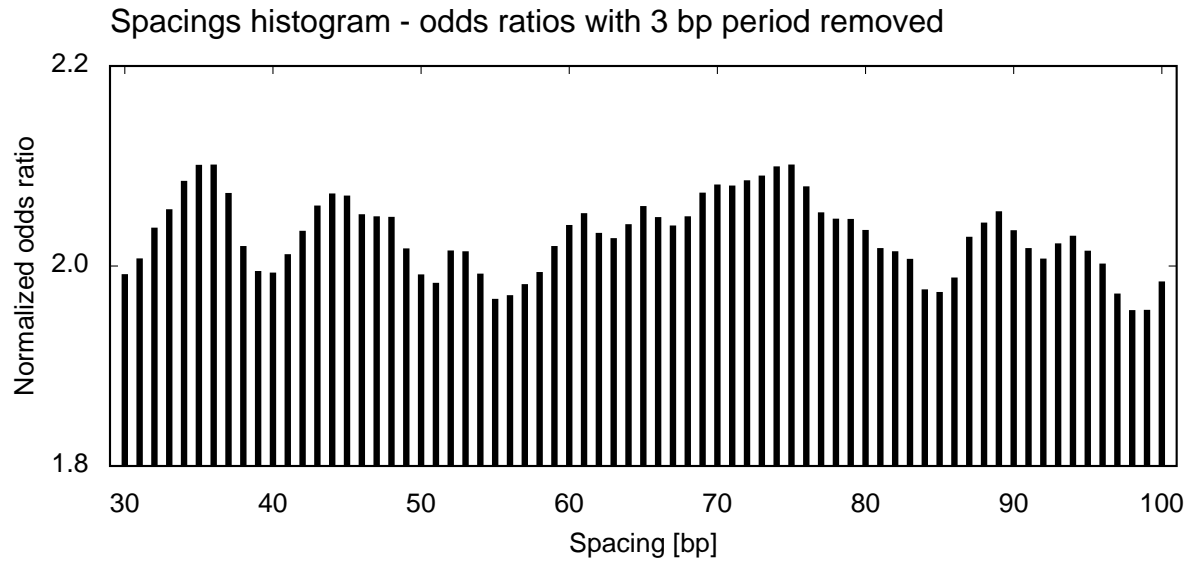 Spacings histogram - odds ratios with 3 bp period removed
2.2
2.0
1.8
Normalized odds ratio
30 40 50 60 70 80 90 100
Spacing [bp]